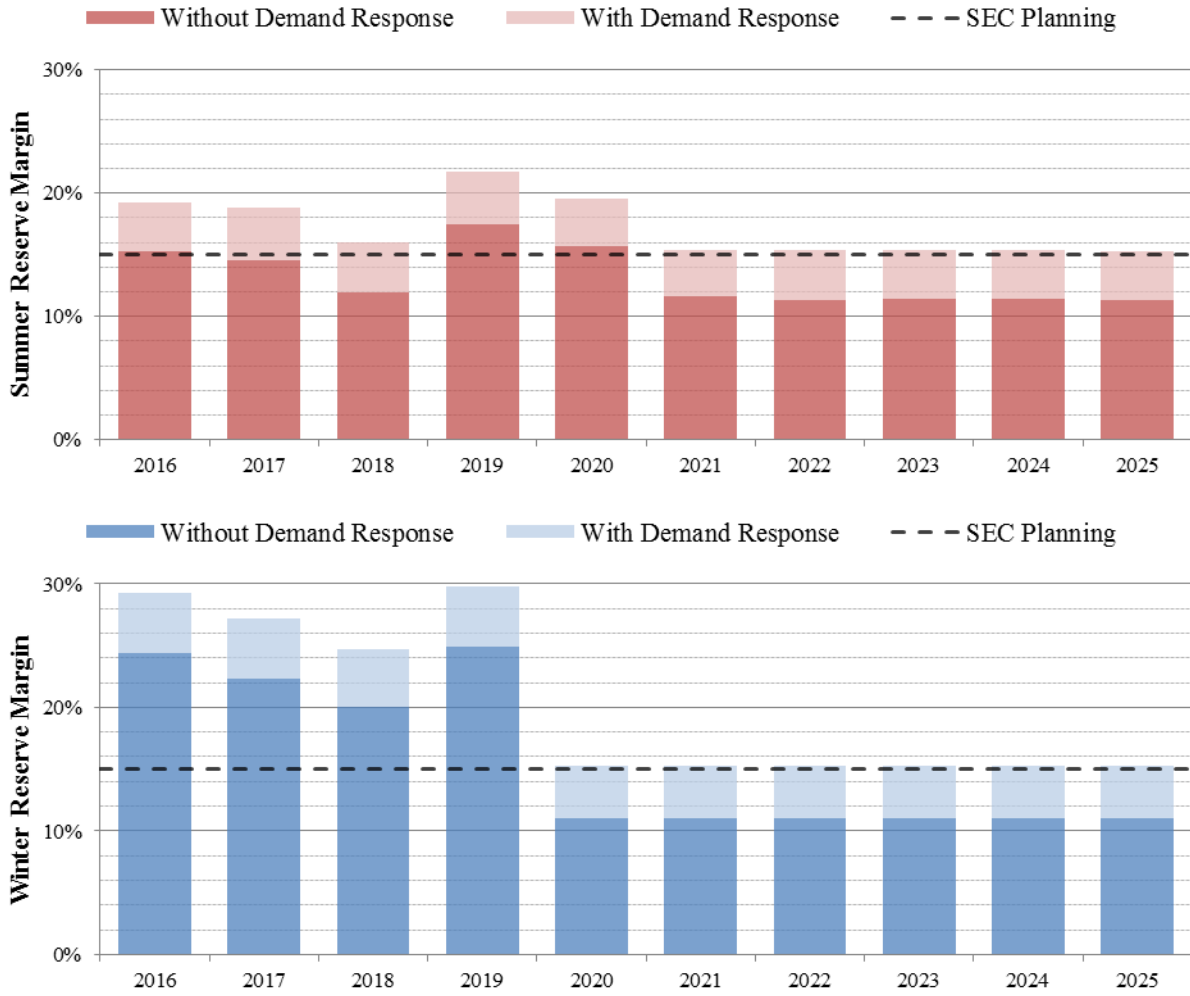 Without Demand Response With Demand Response SEC Planning
Summer Reserve Margin
30%
20%
10%
0%
2016 2017 2018 2019 2020 2021 2022 2023 2024 2025
Without Demand Response With Demand Response SEC Planning
Winter Reserve Margin
30%
20%
10%
0%
2016 2017 2018 2019 2020 2021 2022 2023 2024 2025